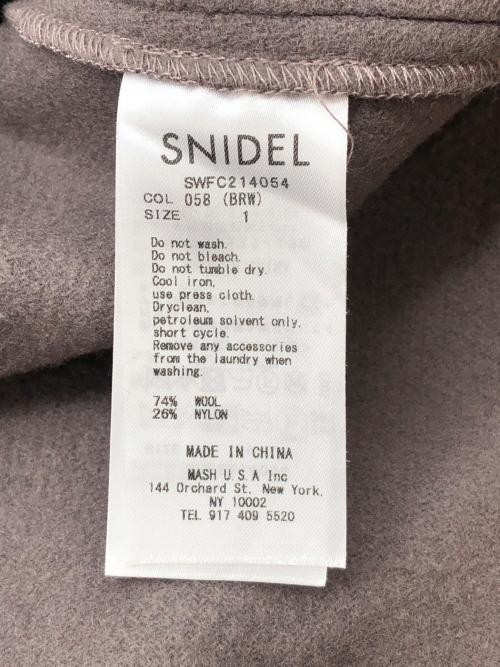 SNIDEL
SWFC214054
COL 058 (BRW)
SIZE 1
Do not wash.
Do not bleach.
Do not tumble dry.
Cool iron,
use press cloth.
Dryclean,
petroleum solvent only,
short cycle.
Remove any accessories
from the laundry when
washing.
74% WOOL
26% NYLON
MADE IN CHINA
MASH U.S.A Inc
144 Orchard St, New York,
NY 10002
TEL 917 409 5520